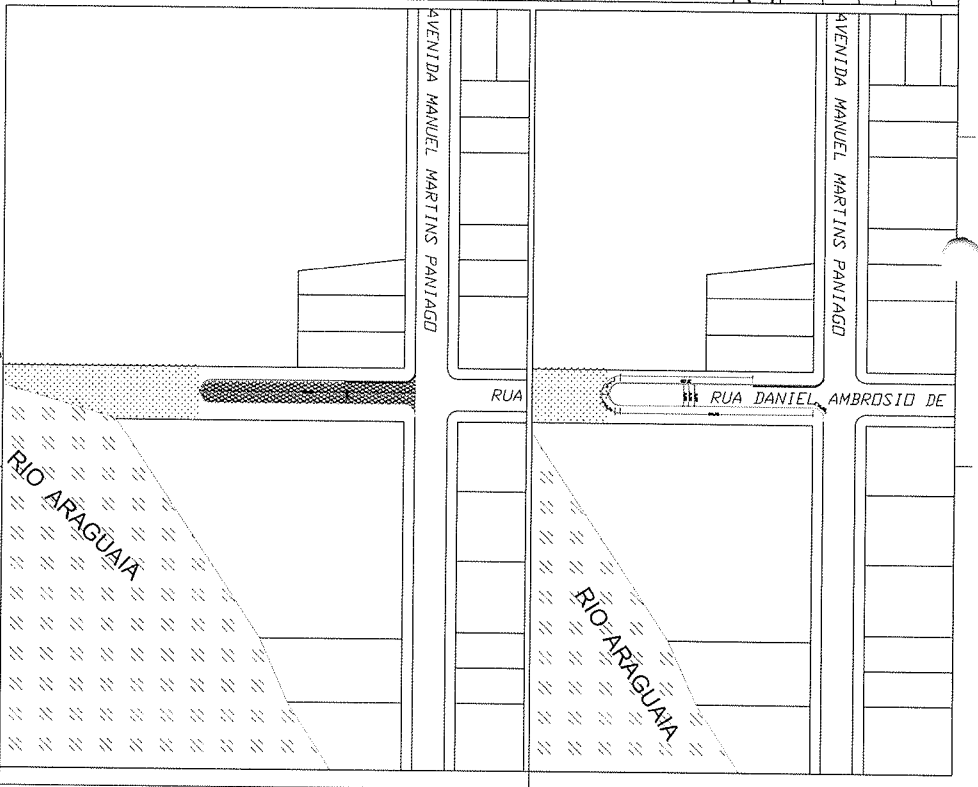 AVENIDA MANUEL MARTINS PANIAGO
RUA
RIO ARAGUAIA
AVENIDA MANUEL MARTINS PANIAGO
RUA DANIEL AMBROSIO DE
RIO ARAGUAIA